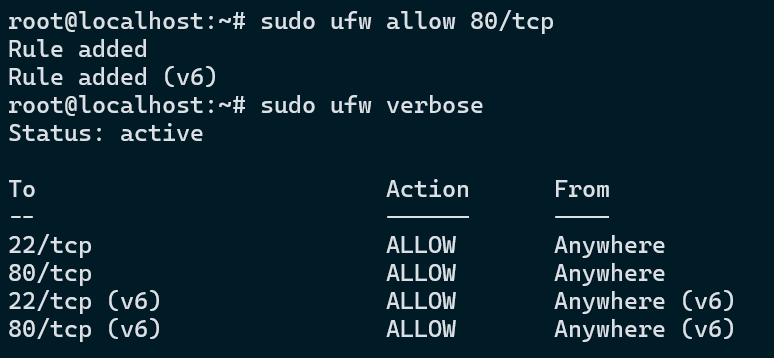 root@localhost:~# sudo ufw allow 80/tcp
Rule added
Rule added (v6)
root@localhost:~# sudo ufw verbose
Status: active

To                         Action      From
--                         ------      ----
22/tcp                     ALLOW       Anywhere
80/tcp                     ALLOW       Anywhere
22/tcp (v6)                ALLOW       Anywhere (v6)
80/tcp (v6)                ALLOW       Anywhere (v6)